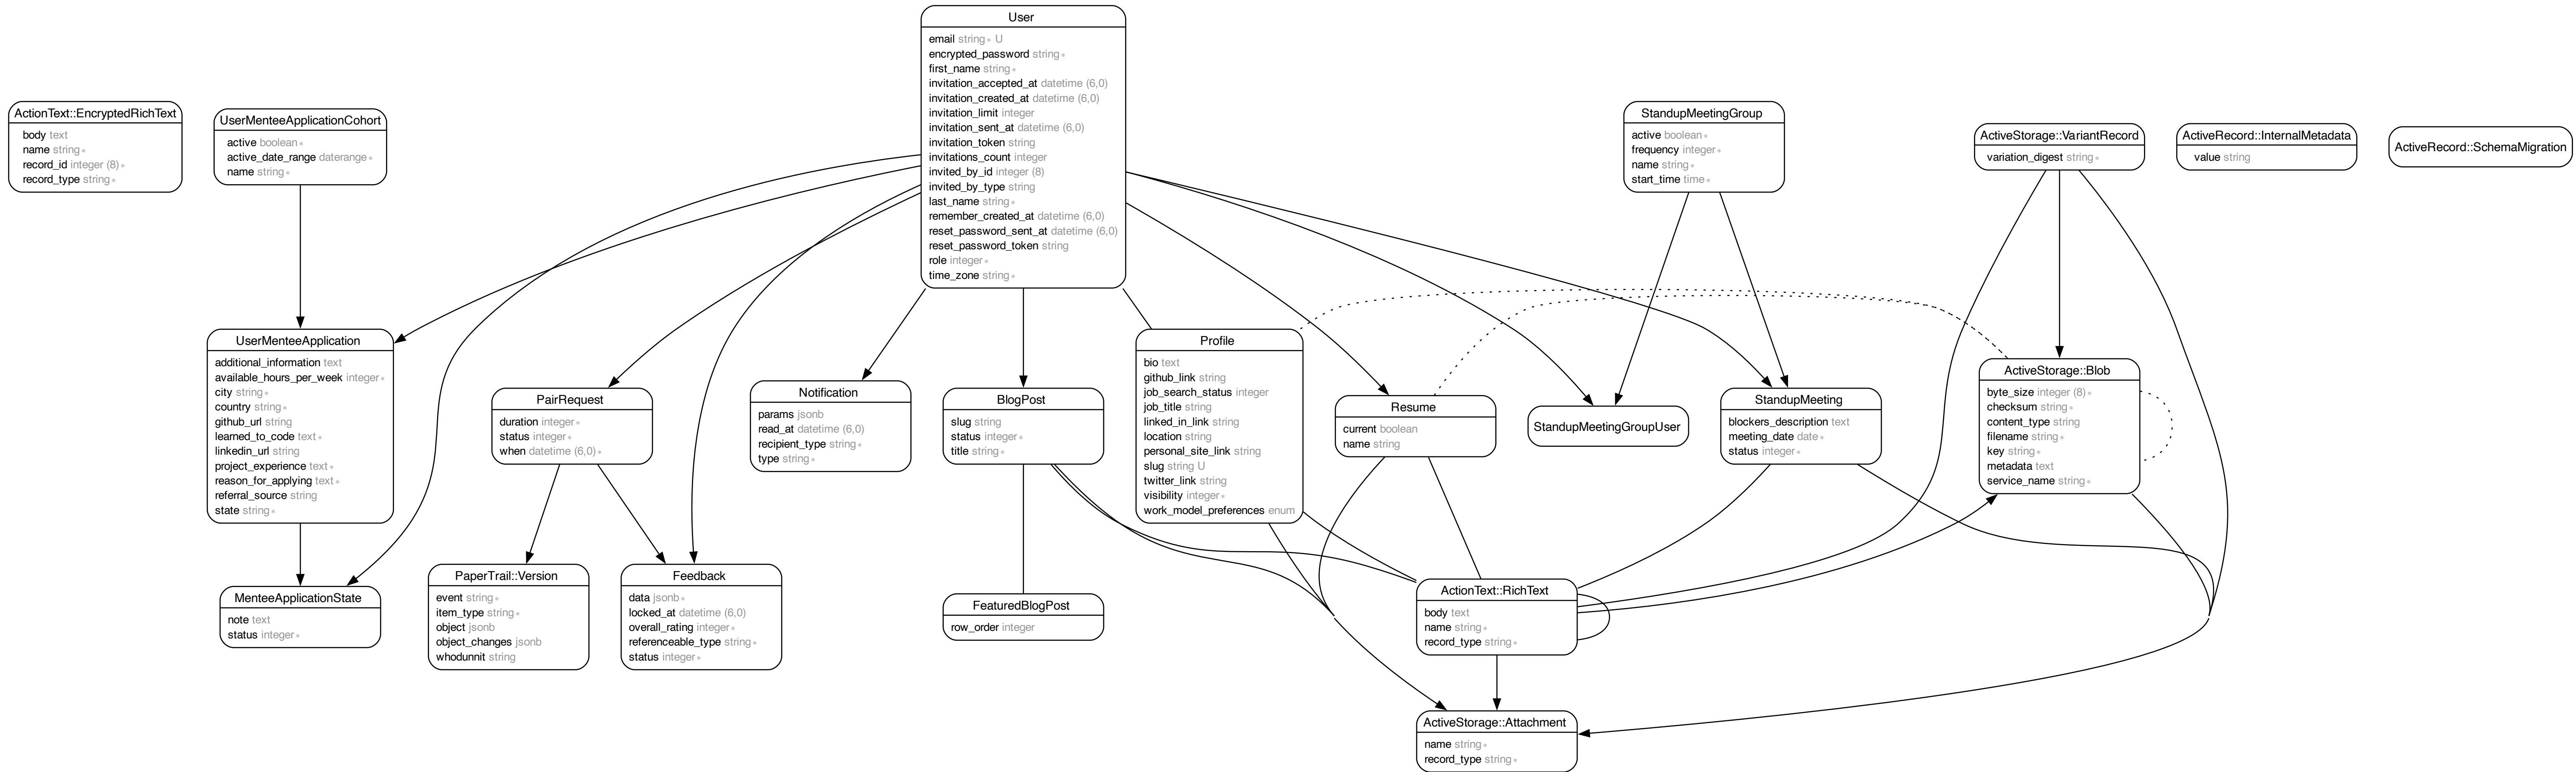 User
email string∗ U
encrypted_password string∗
first_name string∗
invitation_accepted_at datetime (6,0)
invitation_created_at datetime (6,0)
invitation_limit integer
invitation_sent_at datetime (6,0)
invitation_token string
invitations_count integer
invited_by_id integer (8)
invited_by_type string
last_name string∗
remember_created_at datetime (6,0)
reset_password_sent_at datetime (6,0)
reset_password_token string
role integer∗
time_zone string∗
ActionText::EncryptedRichText
body text
name string∗
record_id integer (8)∗
record_type string∗
UserMenteeApplicationCohort
active boolean∗
active_date_range daterange∗
name string∗
StandupMeetingGroup
active boolean∗
frequency integer∗
name string∗
start_time time∗
ActiveStorage::VariantRecord
variation_digest string∗
ActiveRecord::InternalMetadata
value string
ActiveRecord::SchemaMigration
UserMenteeApplication
additional_information text
available_hours_per_week integer∗
city string∗
country string∗
github_url string
learned_to_code text∗
linkedin_url string
project_experience text∗
reason_for_applying text∗
referral_source string
state string∗
PairRequest
duration integer∗
status integer∗
when datetime (6,0)∗
Notification
params jsonb
read_at datetime (6,0)
recipient_type string∗
type string∗
BlogPost
slug string
status integer∗
title string∗
Profile
bio text
github_link string
job_search_status integer
job_title string
linked_in_link string
location string
personal_site_link string
slug string U
twitter_link string
visibility integer∗
work_model_preferences enum
Resume
current boolean
name string
StandupMeetingGroupUser
StandupMeeting
blockers_description text
meeting_date date∗
status integer∗
ActiveStorage::Blob
byte_size integer (8)∗
checksum string∗
content_type string
filename string∗
key string∗
metadata text
service_name string∗
MenteeApplicationState
note text
status integer∗
PaperTrail::Version
event string∗
item_type string∗
object jsonb
object_changes jsonb
whodunnit string
Feedback
data jsonb∗
locked_at datetime (6,0)
overall_rating integer∗
referenceable_type string∗
status integer∗
FeaturedBlogPost
row_order integer
ActionText::RichText
body text
name string∗
record_type string∗
ActiveStorage::Attachment
name string∗
record_type string∗